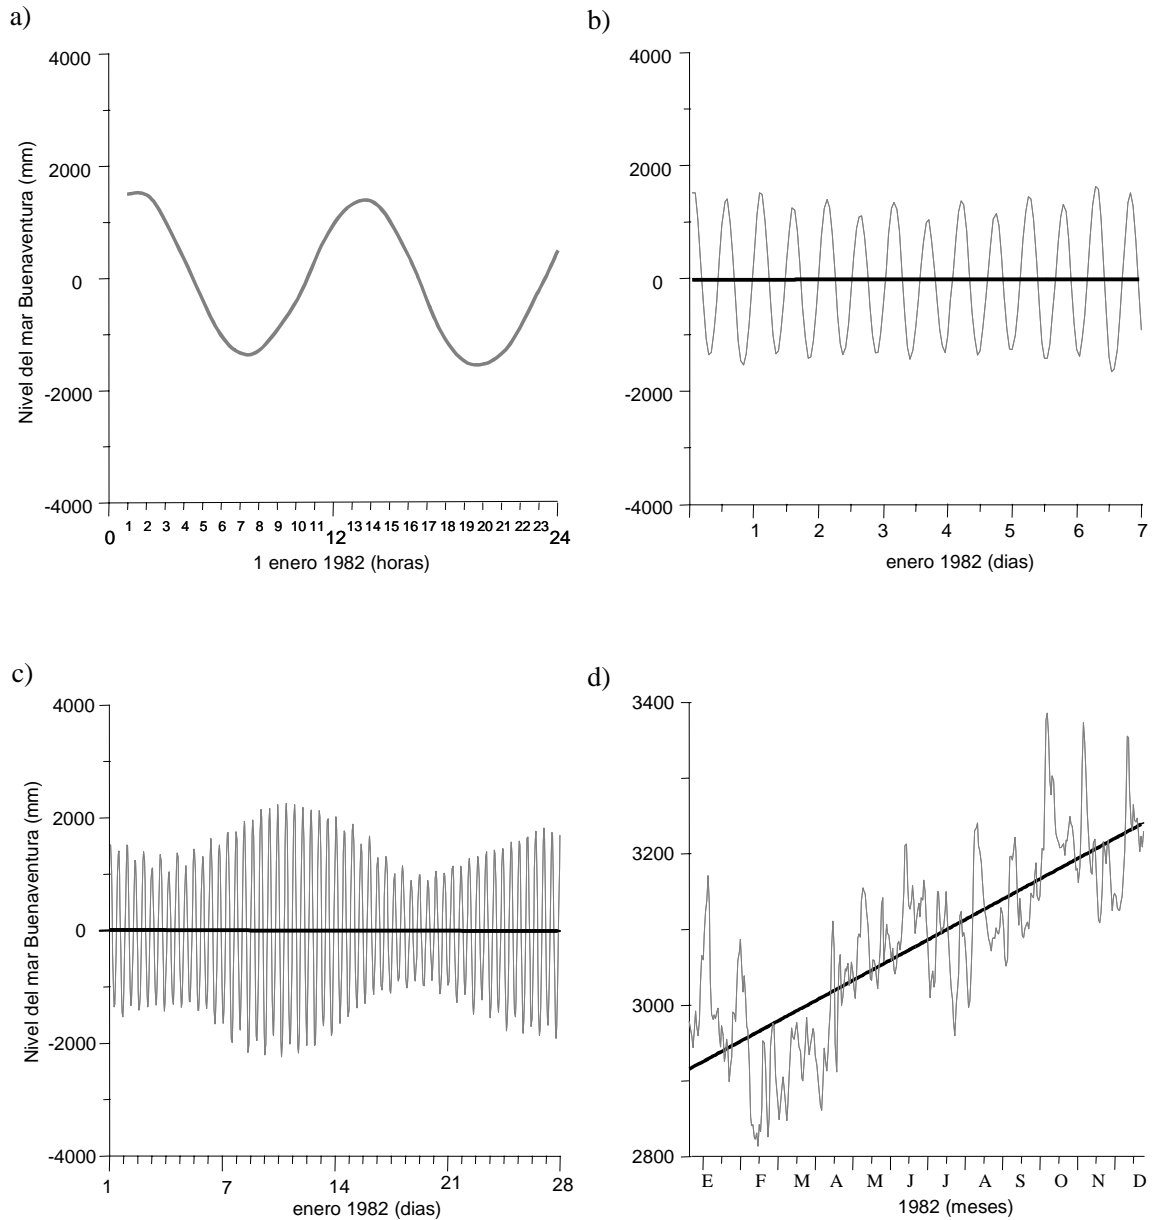 a)
4000
2000
0
-2000
-4000
Nivel del mar Buenaventura (mm)
1 2 3 4 5 6 7 8 9 10 11 13 14 15 16 17 18 19 20 21 22 23
0 12 24
1 enero 1982 (horas)
b)
4000
2000
0
-2000
-4000
1 2 3 4 5 6 7
enero 1982 (dias)
c)
4000
2000
0
-2000
-4000
Nivel del mar Buenaventura (mm)
1 7 14 21 28
enero 1982 (dias)
d)
3400
3200
3000
2800
E F M A M J J A S O N D
1982 (meses)